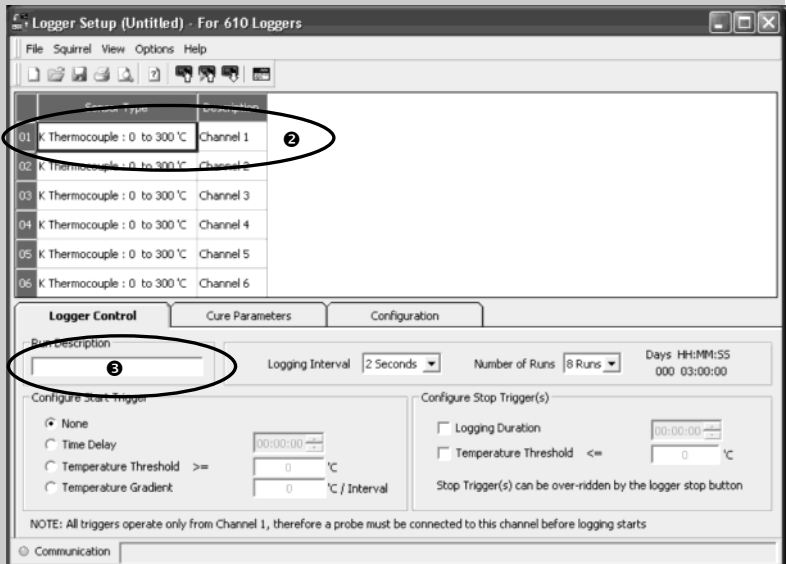 Logger Setup (Untitled) - For 610 Loggers
File Squirrel View Options Help
Sensor Type Description
01 K Thermocouple : 0 to 300 'C Channel 1 ❷
02 K Thermocouple : 0 to 300 'C Channel 2
03 K Thermocouple : 0 to 300 'C Channel 3
04 K Thermocouple : 0 to 300 'C Channel 4
05 K Thermocouple : 0 to 300 'C Channel 5
06 K Thermocouple : 0 to 300 'C Channel 6
Logger Control Cure Parameters Configuration
Run Description
❸
Logging Interval 2 Seconds Number of Runs 8 Runs Days HH:MM:SS
000 03:00:00
Configure Start Trigger
None
Time Delay 00:00:00
Temperature Threshold >= 0 'C
Temperature Gradient 0 'C / Interval
Configure Stop Trigger(s)
Logging Duration 00:00:00
Temperature Threshold <= 0 'C
Stop Trigger(s) can be over-ridden by the logger stop button
NOTE: All triggers operate only from Channel 1, therefore a probe must be connected to this channel before logging starts
Communication